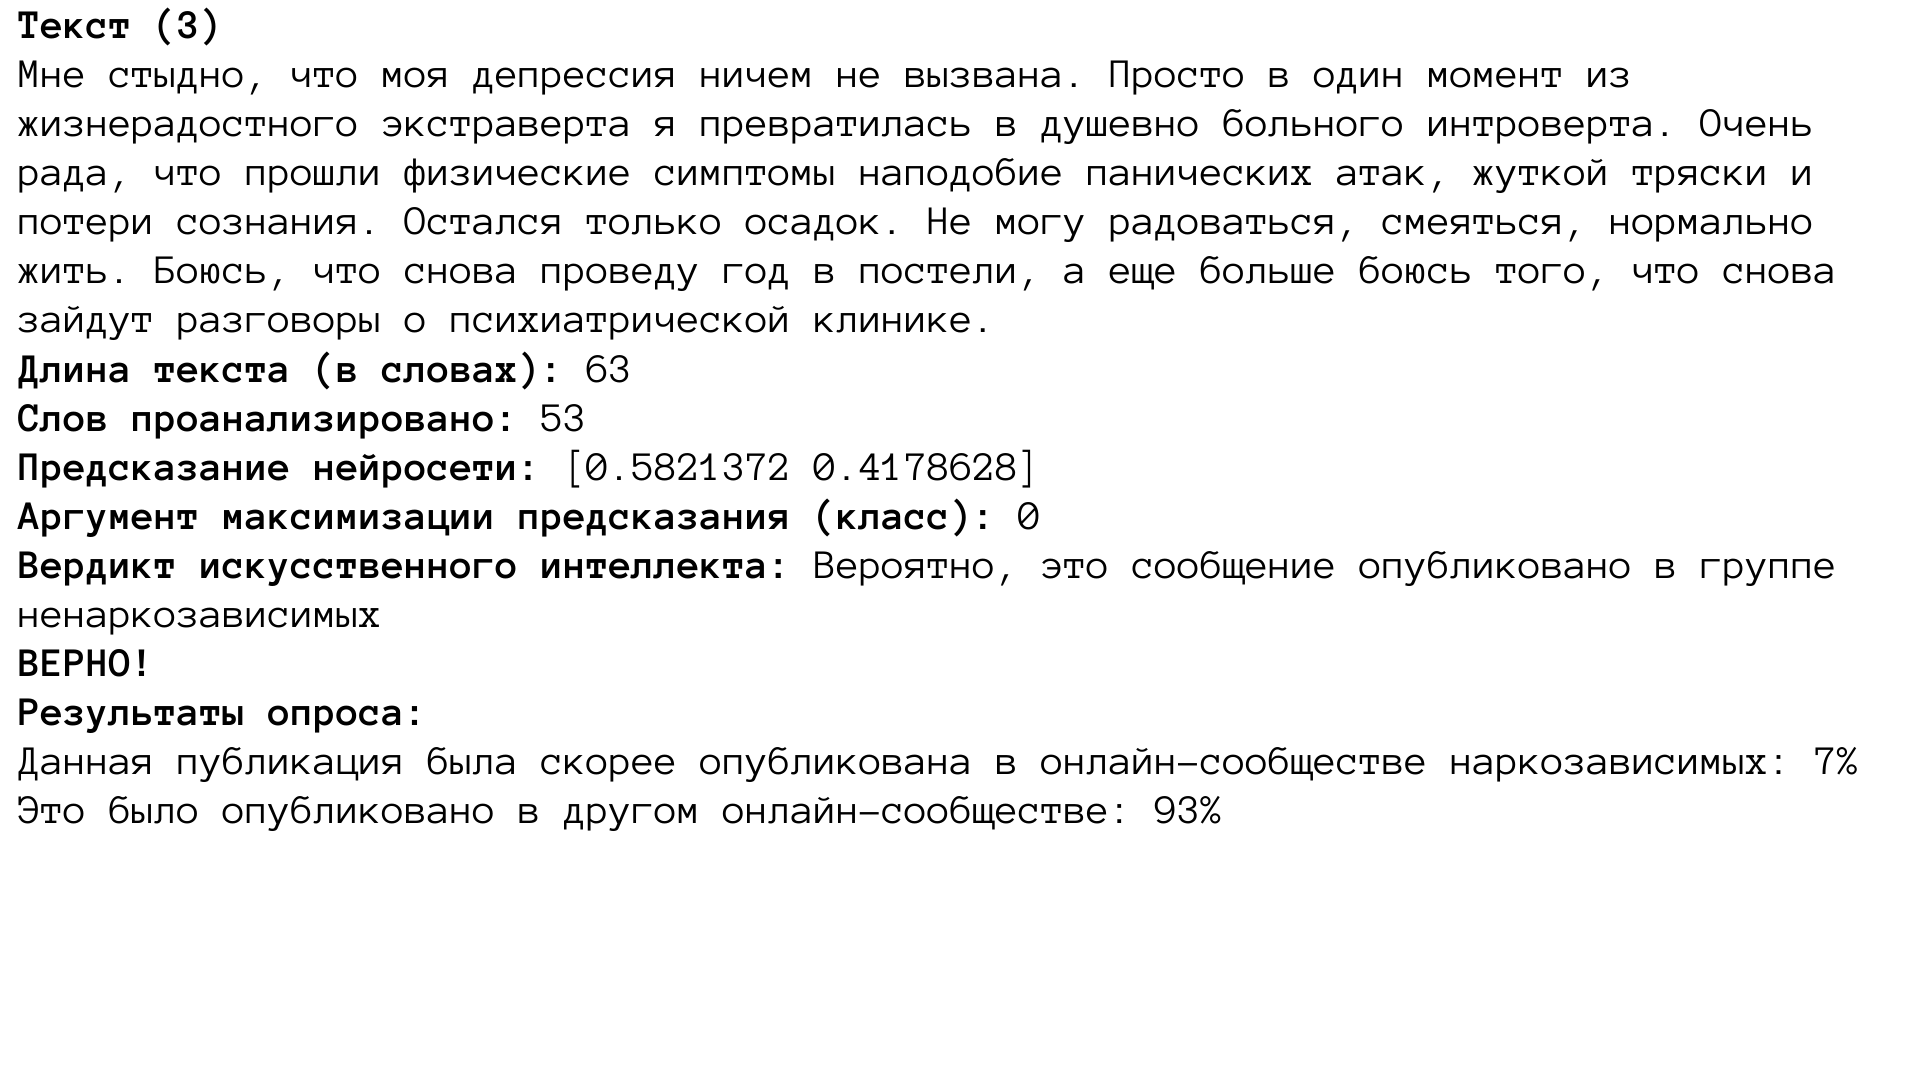 Текст (3)
Мне стыдно, что моя депрессия ничем не вызвана. Просто в один момент из
жизнерадостного экстраверта я превратилась в душевно больного интроверта. Очень
рада, что прошли физические симптомы наподобие панических атак, жуткой тряски и
потери сознания. Остался только осадок. Не могу радоваться, смеяться, нормально
жить. Боюсь, что снова проведу год в постели, а еще больше боюсь того, что снова
зайдут разговоры о психиатрической клинике.
Длина текста (в словах): 63
Слов проанализировано: 53
Предсказание нейросети: [0.5821372 0.4178628]
Аргумент максимизации предсказания (класс): 0
Вердикт искусственного интеллекта: Вероятно, это сообщение опубликовано в группе
ненаркозависимых
ВЕРНО!
Результаты опроса:
Данная публикация была скорее опубликована в онлайн-сообществе наркозависимых: 7%
Это было опубликовано в другом онлайн-сообществе: 93%